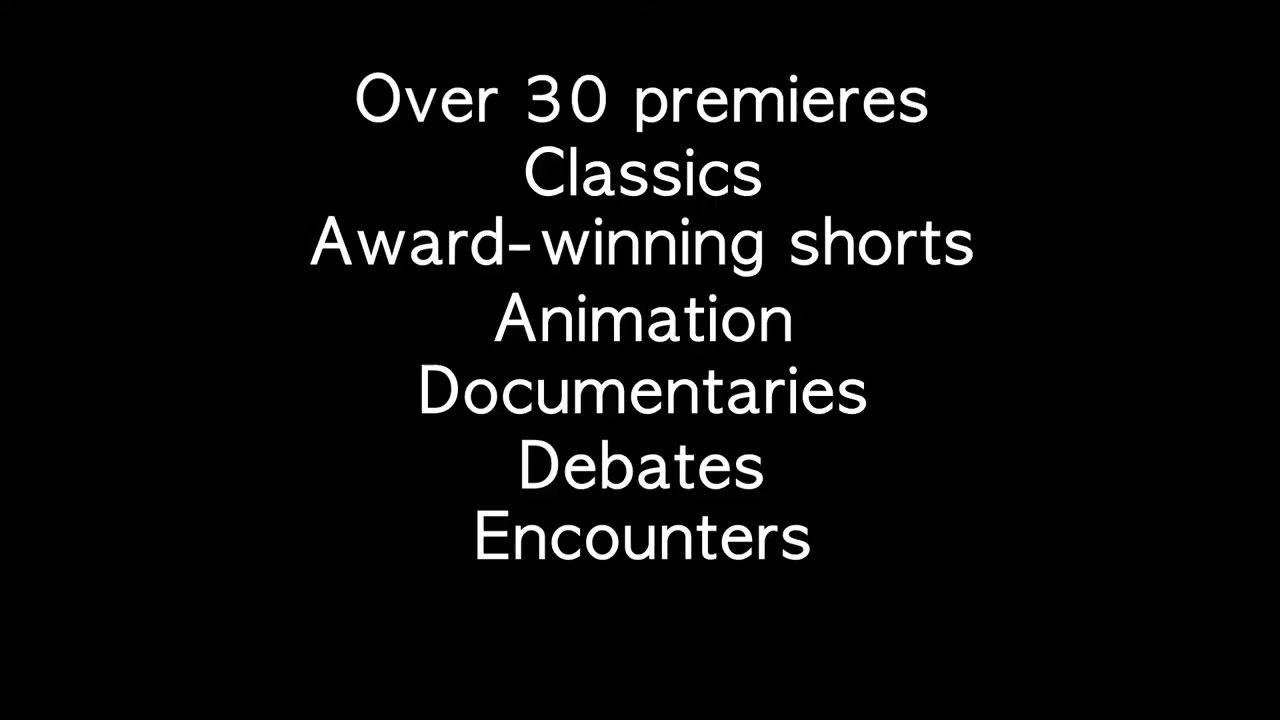 Over 30 premieres
Classics
Award-winning shorts
Animation
Documentaries
Debates
Encounters